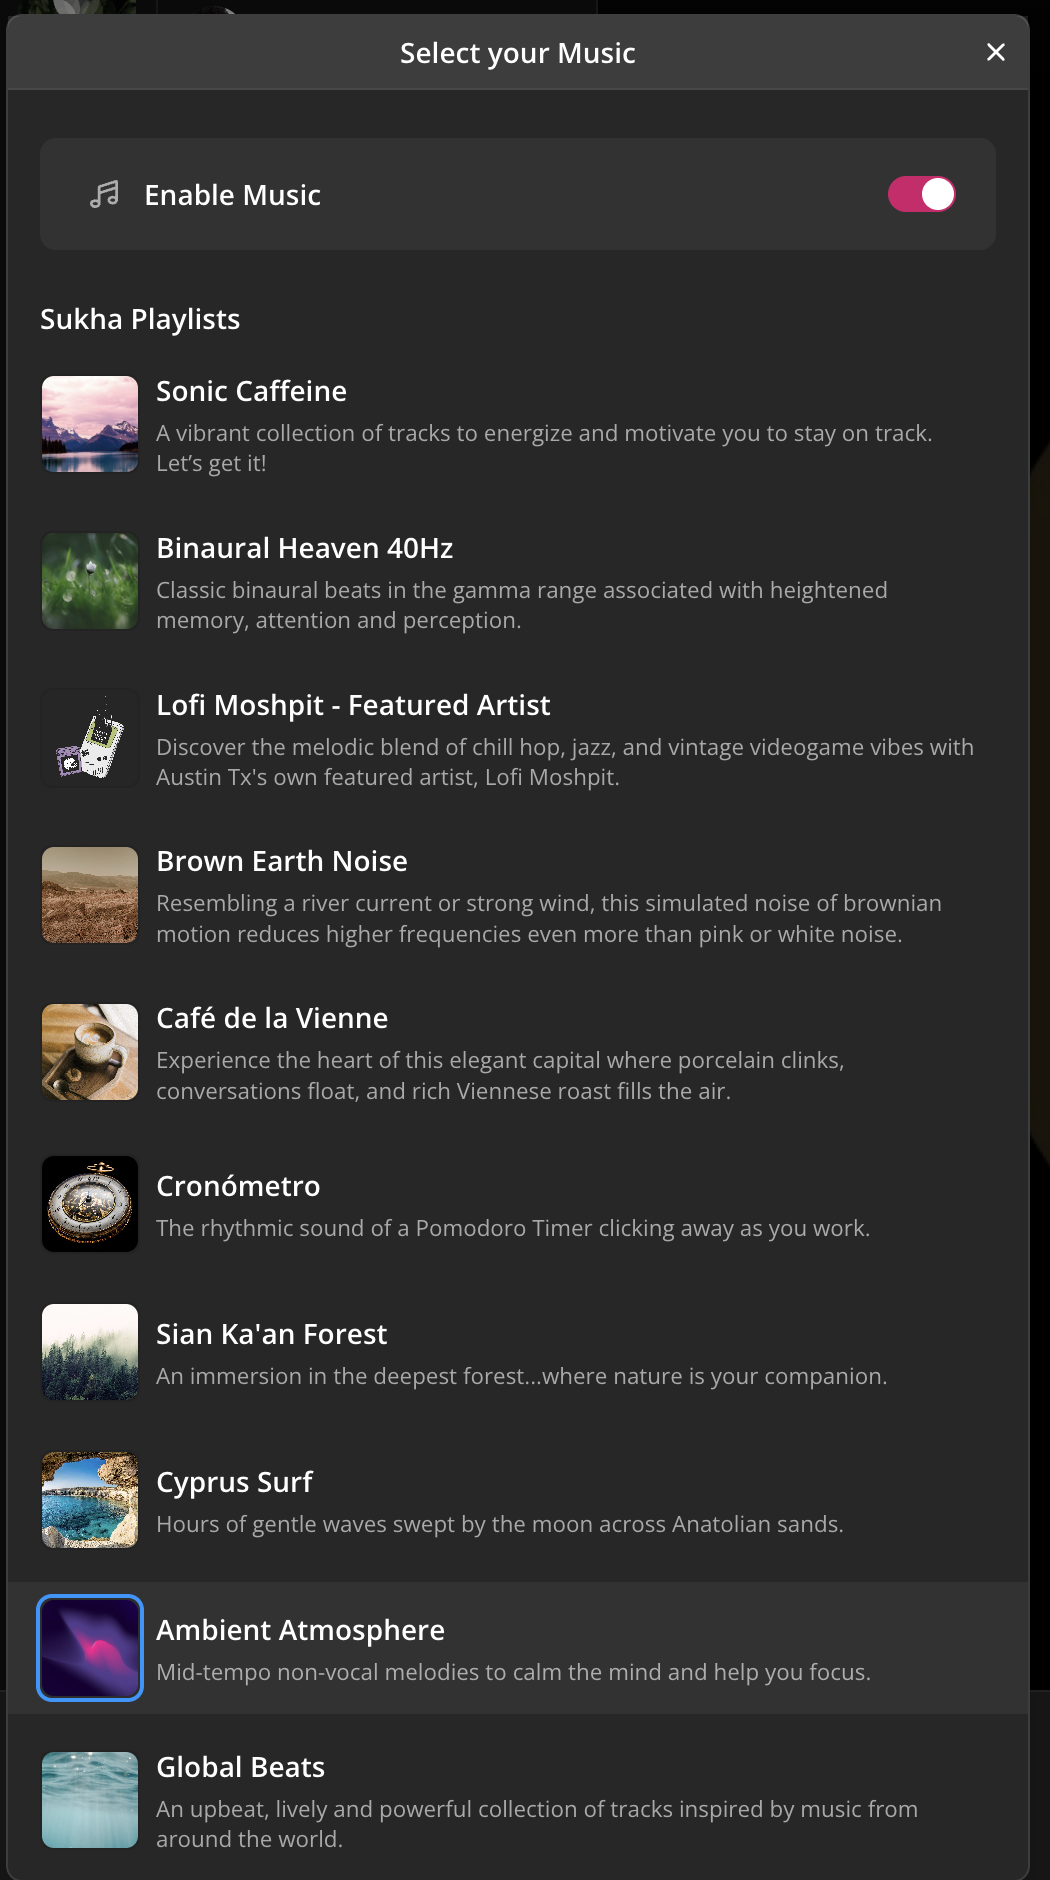 Select your Music
Enable Music
Sukha Playlists
Sonic Caffeine
A vibrant collection of tracks to energize and motivate you to stay on track.
Let’s get it!
Binaural Heaven 40Hz
Classic binaural beats in the gamma range associated with heightened
memory, attention and perception.
Lofi Moshpit - Featured Artist
Discover the melodic blend of chill hop, jazz, and vintage videogame vibes with
Austin Tx's own featured artist, Lofi Moshpit.
Brown Earth Noise
Resembling a river current or strong wind, this simulated noise of brownian
motion reduces higher frequencies even more than pink or white noise.
Café de la Vienne
Experience the heart of this elegant capital where porcelain clinks,
conversations float, and rich Viennese roast fills the air.
Cronómetro
The rhythmic sound of a Pomodoro Timer clicking away as you work.
Sian Ka'an Forest
An immersion in the deepest forest...where nature is your companion.
Cyprus Surf
Hours of gentle waves swept by the moon across Anatolian sands.
Ambient Atmosphere
Mid-tempo non-vocal melodies to calm the mind and help you focus.
Global Beats
An upbeat, lively and powerful collection of tracks inspired by music from
around the world.